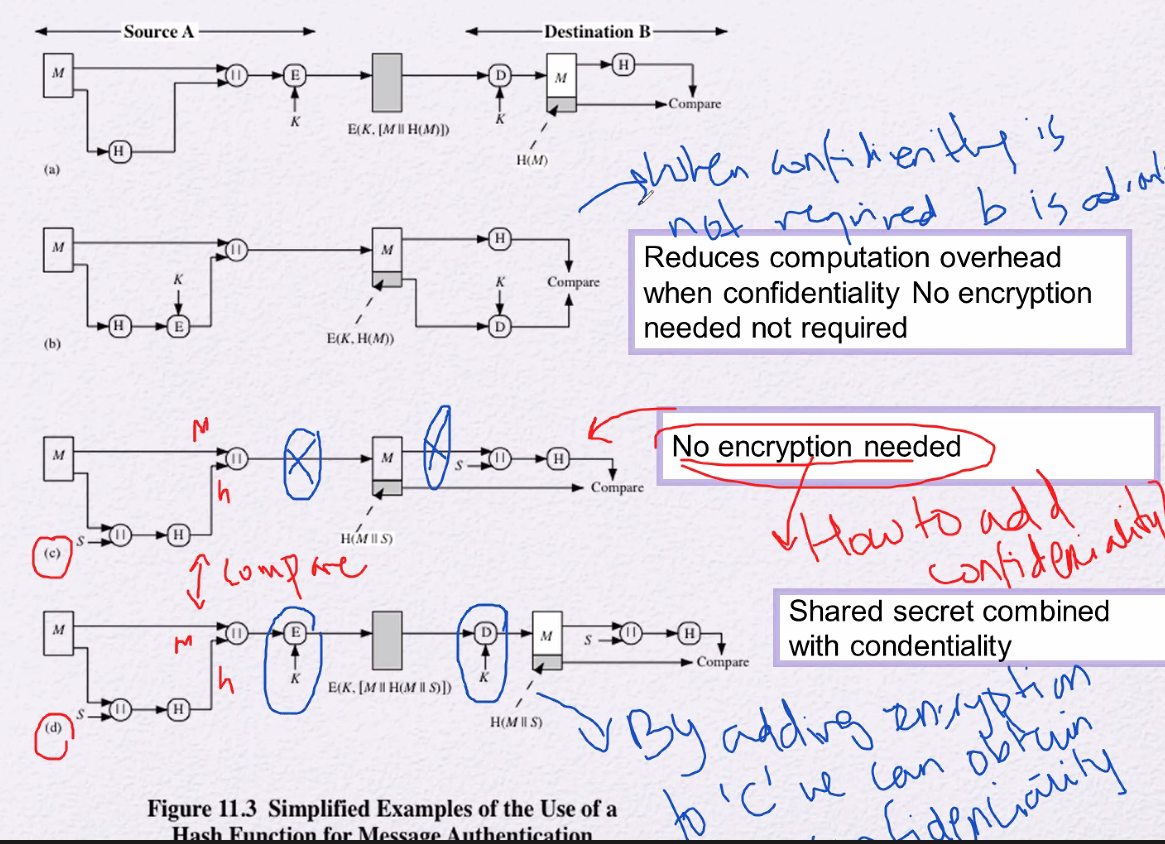 Source A
Destination B
M
||
E
K
E(K, [M || H(M)])
D
K
M
H
Compare
H
H(M)
(a)
when confidentiality is
not required b is
M
||
M
H
K
K
Compare
H
E
D
E(K, H(M))
(b)
Reduces computation overhead
when confidentiality No encryption
needed not required
M
M
||
M
S
||
H
Compare
h
S
||
H
H(M || S)
(c)
No encryption needed
How to add
confidentiality
compare
M
M
||
E
K
E(K, [M || H(M || S)])
D
K
M
S
||
H
Compare
h
S
||
H
H(M || S)
(d)
Shared secret combined
with condentiality
By adding encryption
to 'C' we can obtain
confidenciality
Figure 11.3 Simplified Examples of the Use of a
Hash Function for Message Authentication